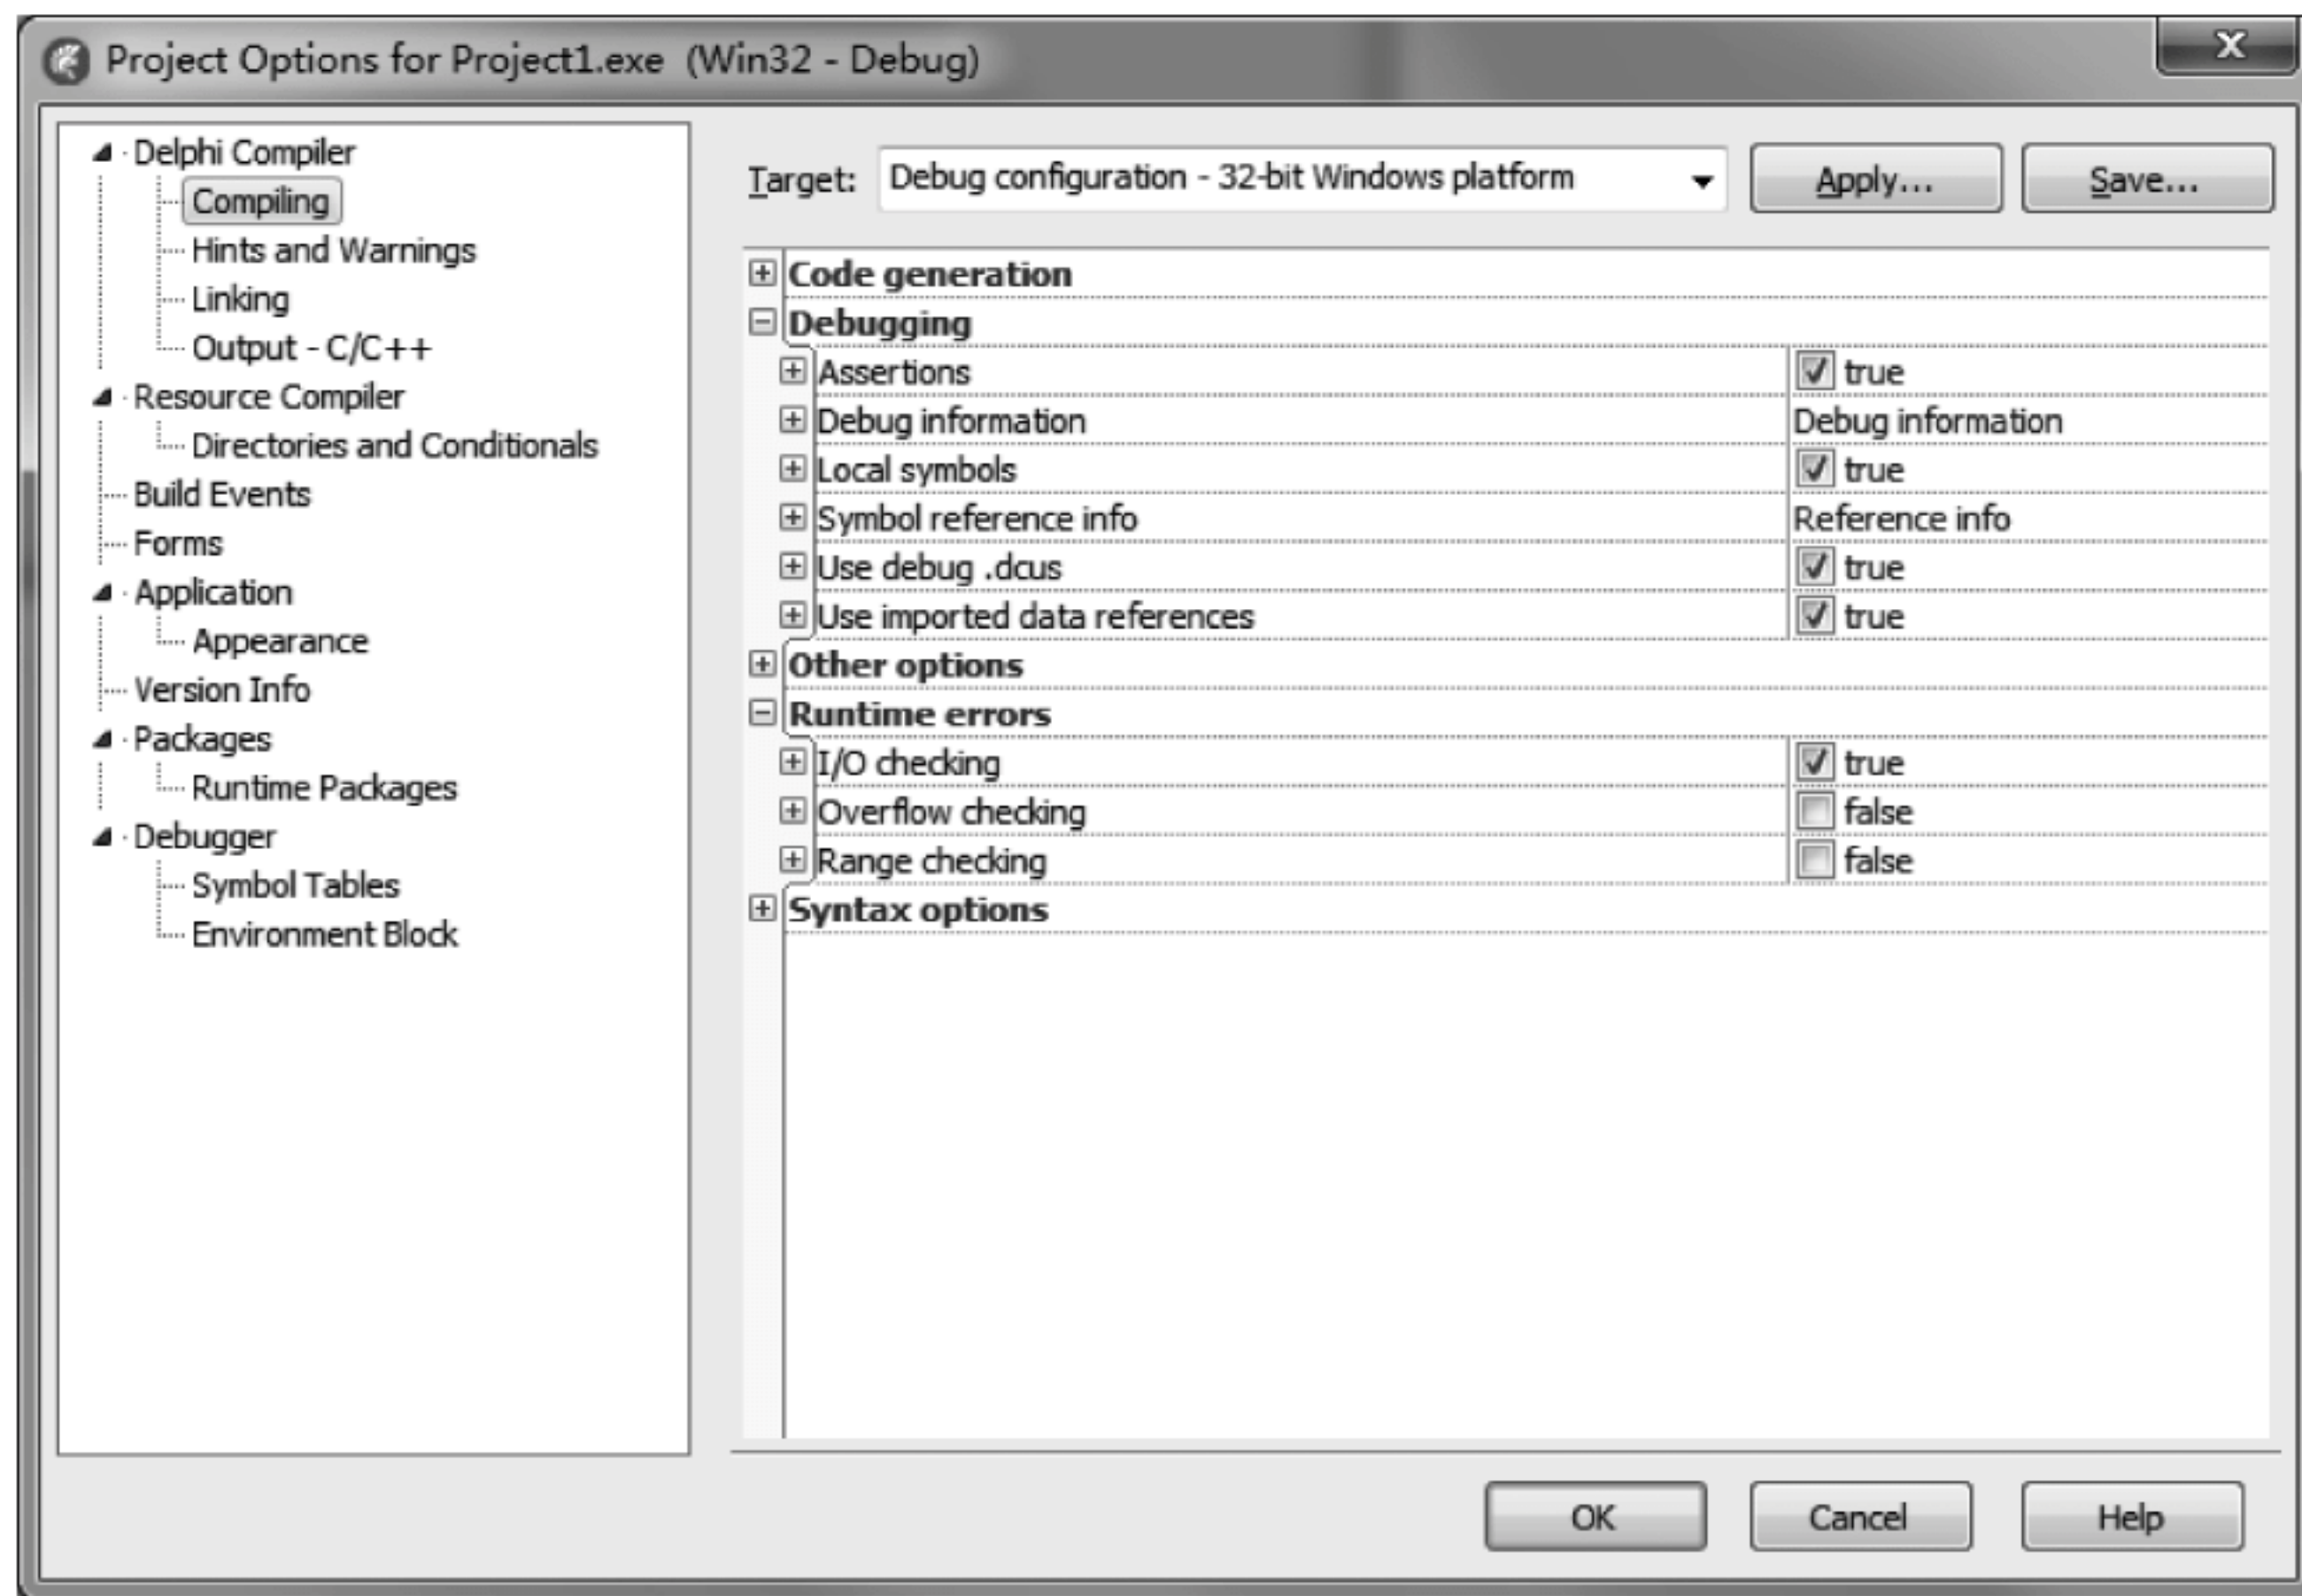 Project Options for Project1.exe (Win32 - Debug)
x
Delphi Compiler
Compiling
Hints and Warnings
Linking
Output - C/C++
Resource Compiler
Directories and Conditionals
Build Events
Forms
Application
Appearance
Version Info
Packages
Runtime Packages
Debugger
Symbol Tables
Environment Block
Target: Debug configuration - 32-bit Windows platform Apply... Save...
Code generation
Debugging
Assertions true
Debug information Debug information
Local symbols true
Symbol reference info Reference info
Use debug .dcus true
Use imported data references true
Other options
Runtime errors
I/O checking true
Overflow checking false
Range checking false
Syntax options
OK Cancel Help